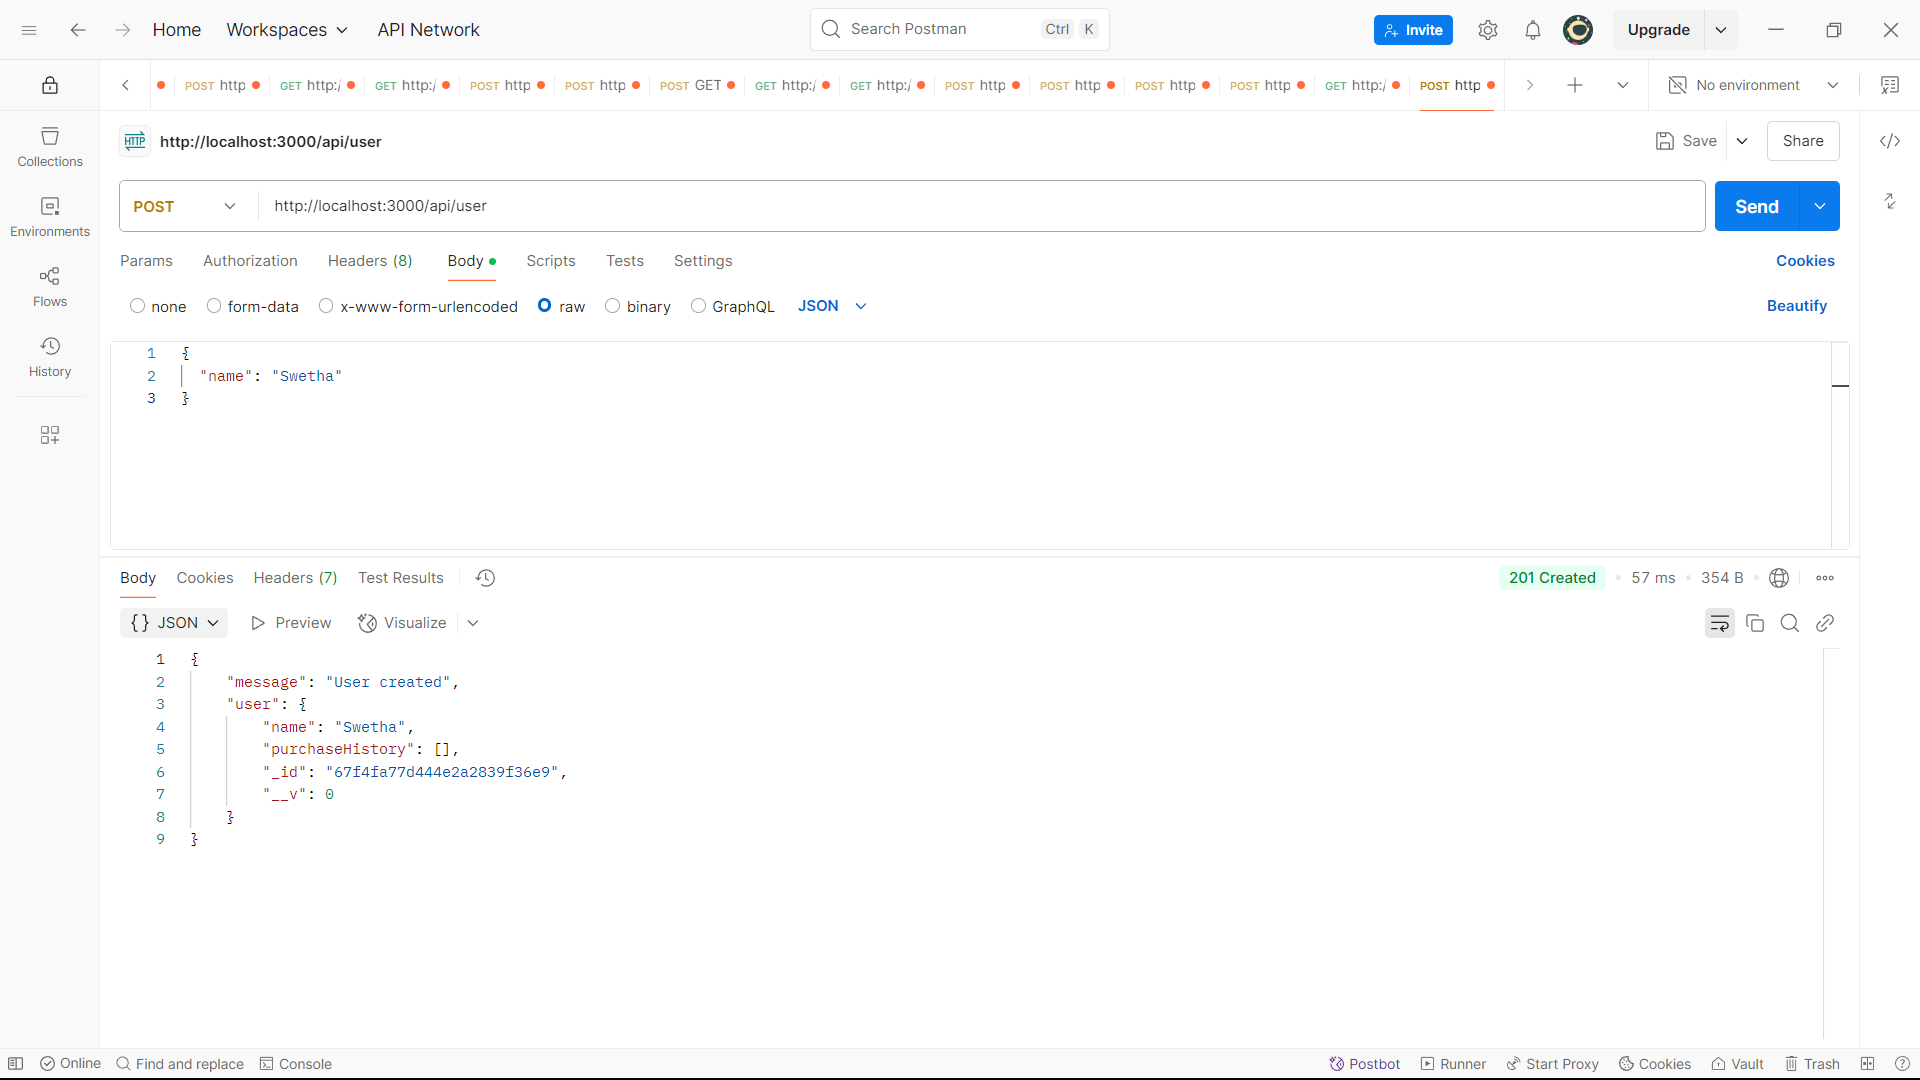 Home Workspaces API Network Search Postman Ctrl K Invite Upgrade
POST http GET http:/ GET http:/ POST http POST http POST GET GET http:/ GET http:/ POST http POST http POST http POST http GET http:/ POST http No environment
HTTP http://localhost:3000/api/user Save Share
Collections
POST http://localhost:3000/api/user Send
Environments
Params Authorization Headers (8) Body Scripts Tests Settings Cookies
Flows
none form-data x-www-form-urlencoded raw binary GraphQL JSON Beautify
History
1 {
2 "name": "Swetha"
3 }
Body Cookies Headers (7) Test Results 201 Created 57 ms 354 B
{} JSON Preview Visualize
1 {
2 "message": "User created",
3 "user": {
4 "name": "Swetha",
5 "purchaseHistory": [],
6 "_id": "67f4fa77d444e2a2839f36e9",
7 "__v": 0
8 }
9 }
Online Find and replace Console Postbot Runner Start Proxy Cookies Vault Trash